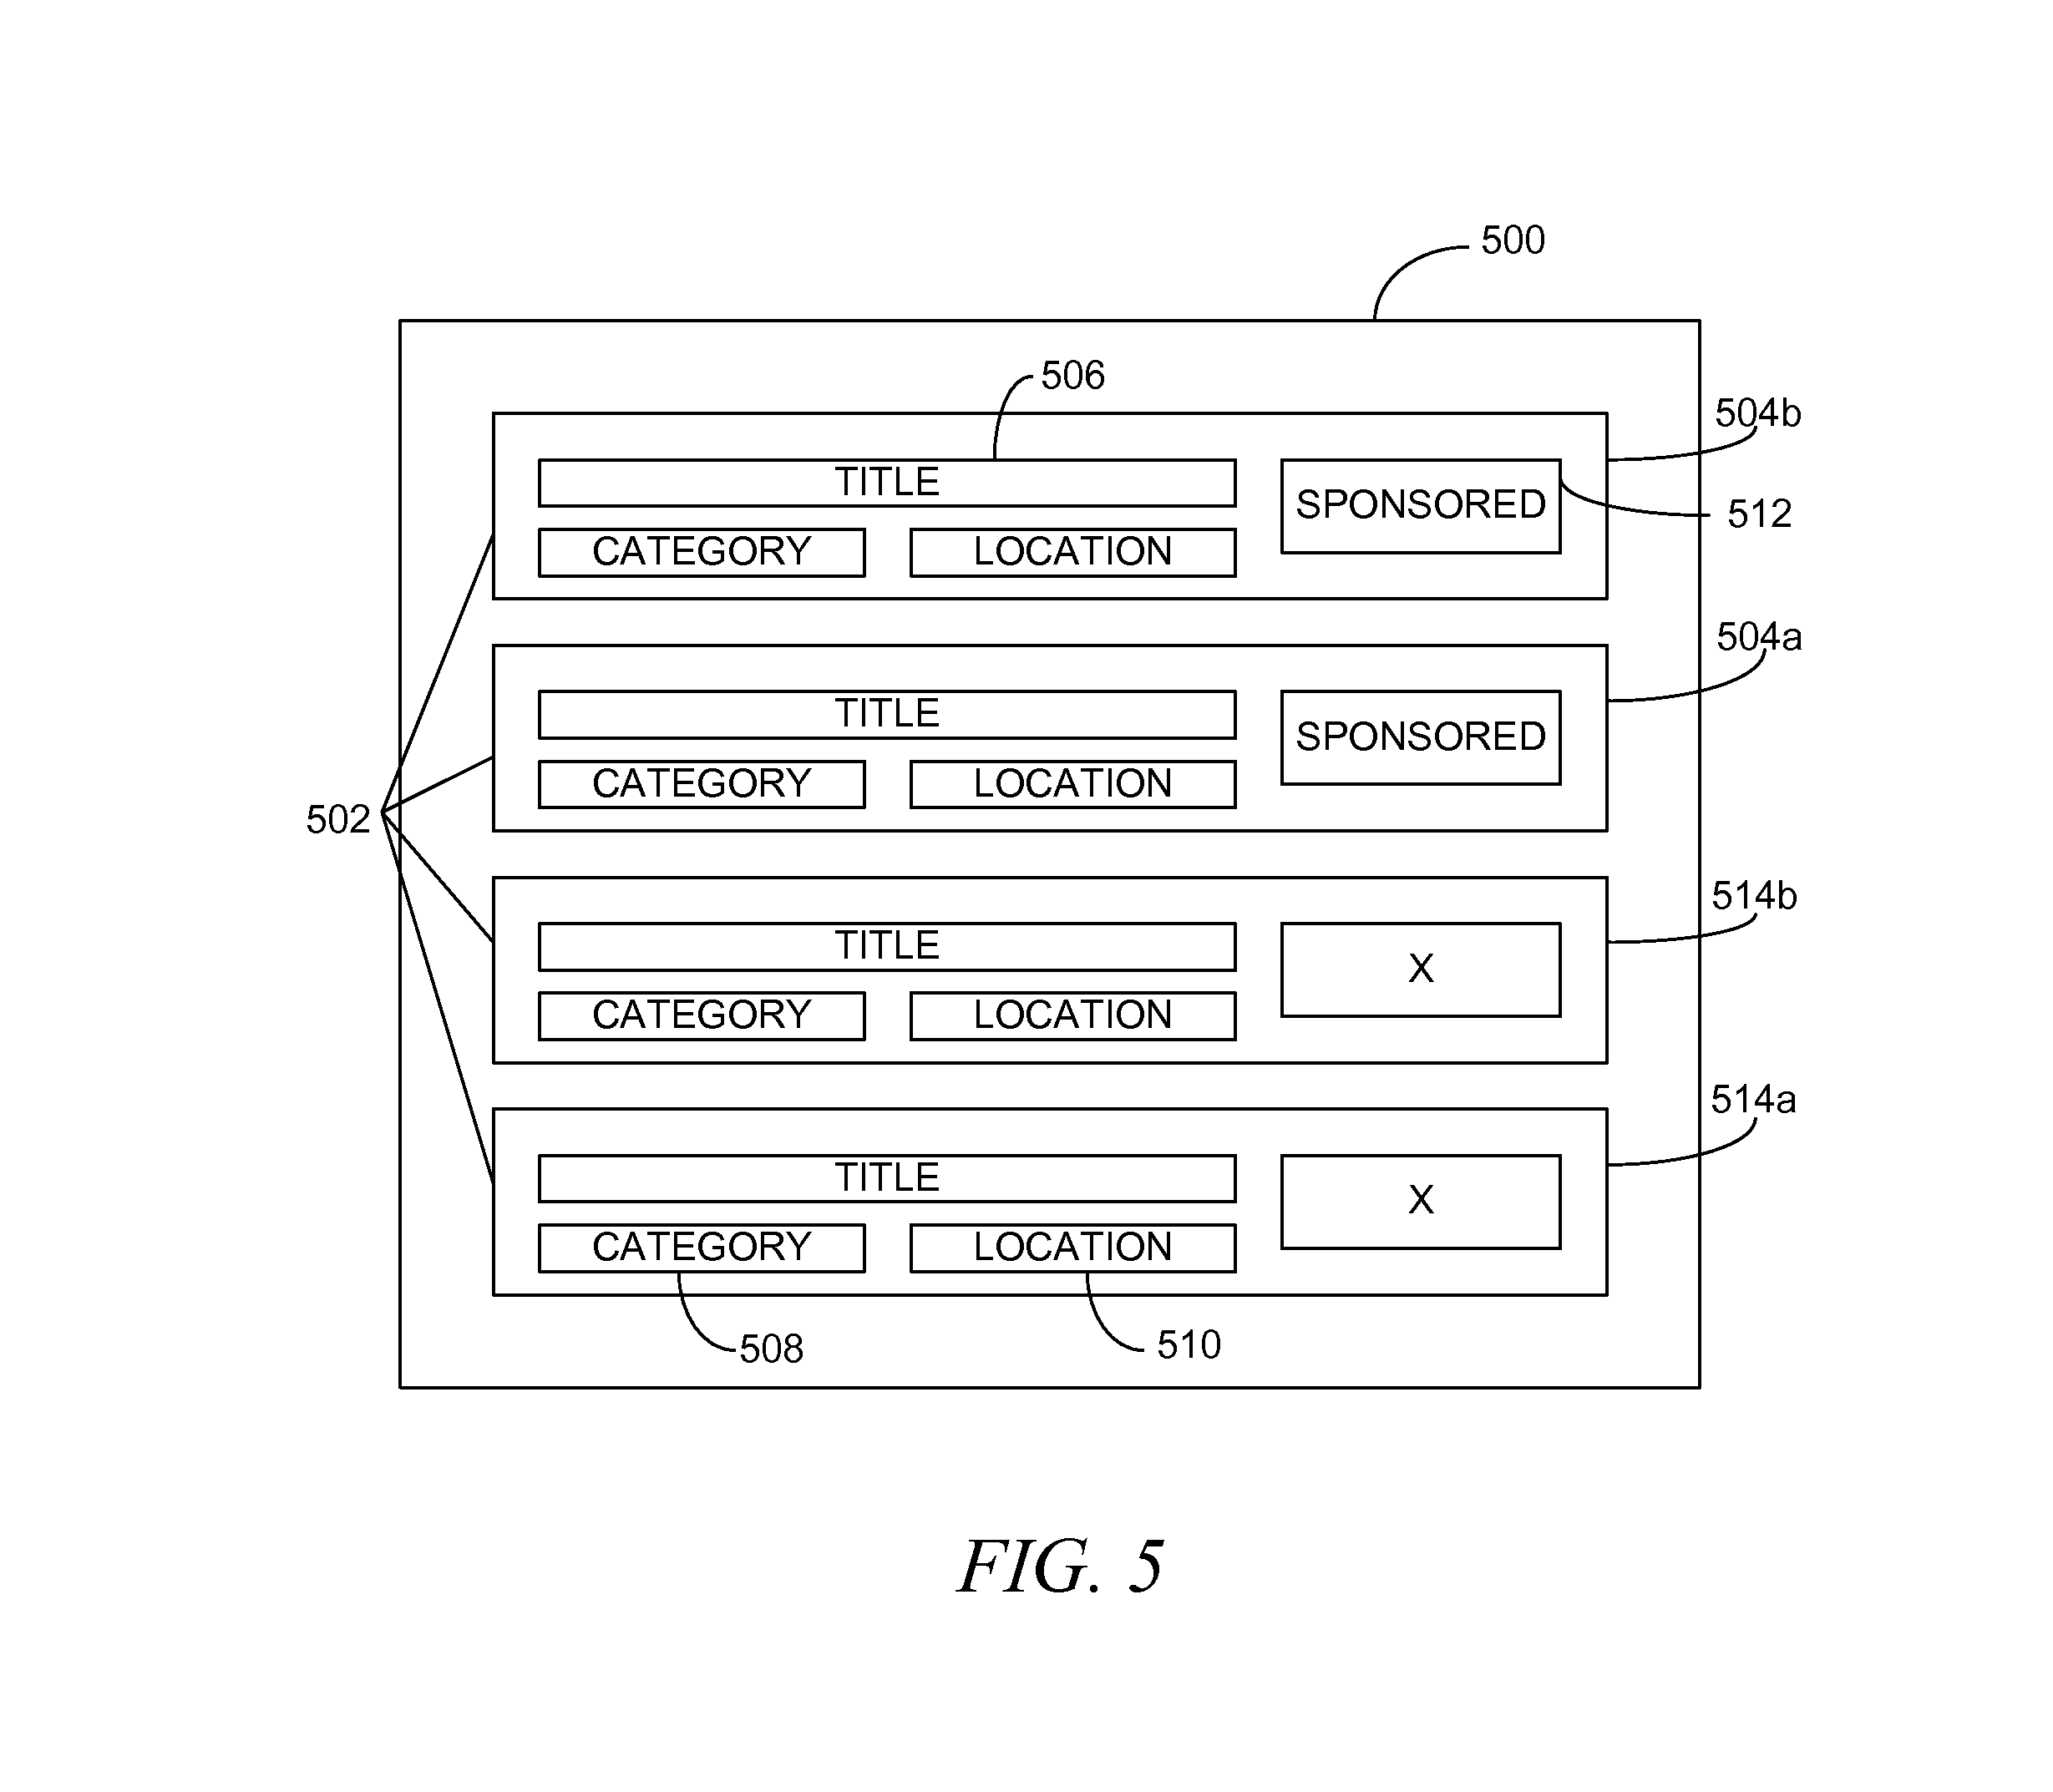 500
506
504b
TITLE
SPONSORED
512
CATEGORY
LOCATION
504a
TITLE
SPONSORED
CATEGORY
LOCATION
502
514b
TITLE
X
CATEGORY
LOCATION
514a
TITLE
X
CATEGORY
LOCATION
508
510
FIG. 5